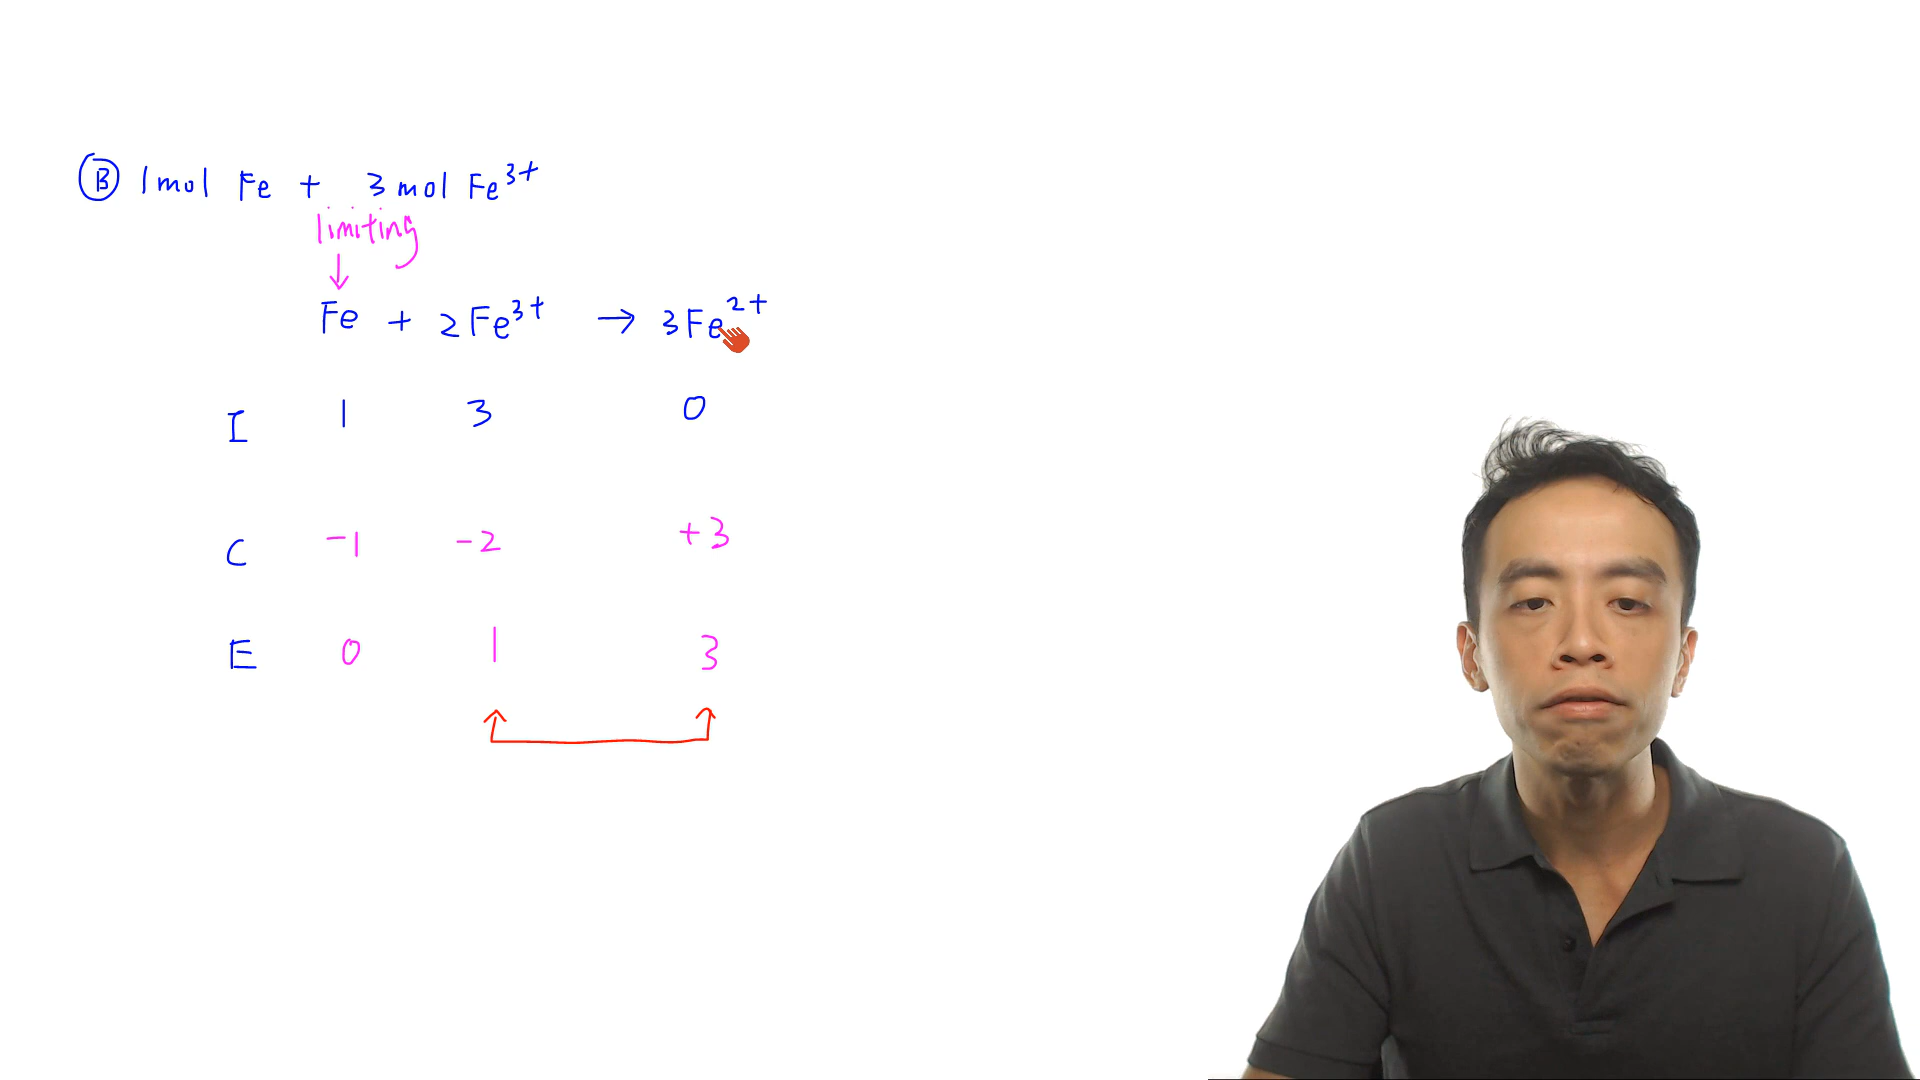 Ⓑ 1mol Fe + 3mol Fe³⁺
limiting
↓
Fe + 2Fe³⁺ → 3Fe²⁺
I 1 3 0
C -1 -2 +3
E 0 1 3